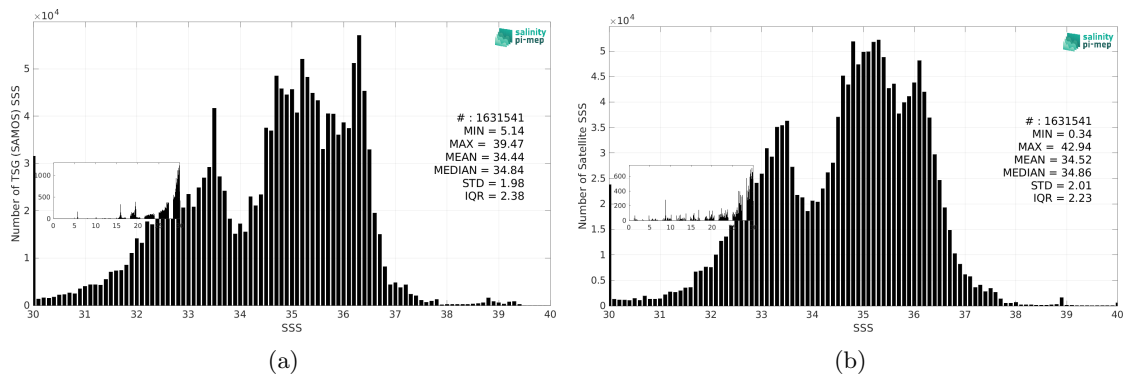 ×10⁴
salinity
pi-mep
6
5
4
3
2
1
0
Number of TSG (SAMOS) SSS
# : 1631541
MIN = 5.14
MAX = 39.47
MEAN = 34.44
MEDIAN = 34.84
STD = 1.98
IQR = 2.38
1000
500
0
0 5 10 15 20 25
30 31 32 33 34 35 36 37 38 39 40
SSS
(a)
×10⁴
salinity
pi-mep
5
4.5
4
3.5
3
2.5
2
1.5
1
0.5
0
Number of Satellite SSS
# : 1631541
MIN = 0.34
MAX = 42.94
MEAN = 34.52
MEDIAN = 34.86
STD = 2.01
IQR = 2.23
600
400
200
0
0 10 20
30 31 32 33 34 35 36 37 38 39 40
SSS
(b)